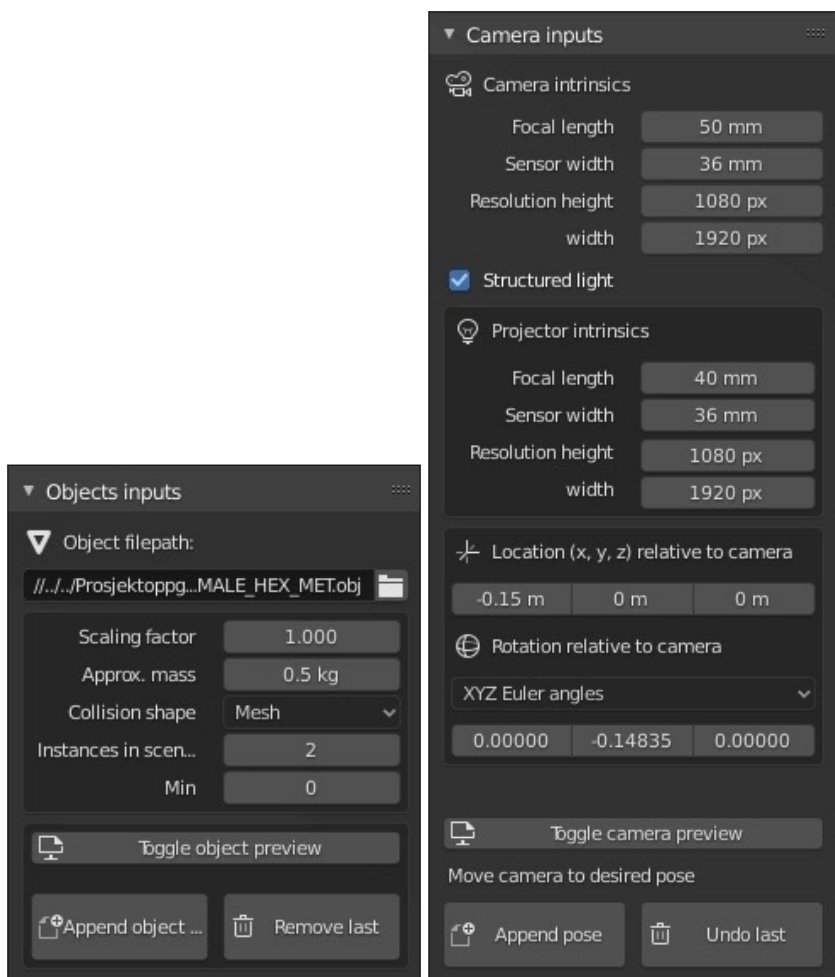 Objects inputs
Object filepath:
//../../Prosjektoppg...MALE_HEX_MET.obj
Scaling factor 1.000
Approx. mass 0.5 kg
Collision shape Mesh
Instances in scen... 2
Min 0
Toggle object preview
Append object ... Remove last
Camera inputs
Camera intrinsics
Focal length 50 mm
Sensor width 36 mm
Resolution height 1080 px
width 1920 px
Structured light
Projector intrinsics
Focal length 40 mm
Sensor width 36 mm
Resolution height 1080 px
width 1920 px
Location (x, y, z) relative to camera
-0.15 m 0 m 0 m
Rotation relative to camera
XYZ Euler angles
0.00000 -0.14835 0.00000
Toggle camera preview
Move camera to desired pose
Append pose Undo last